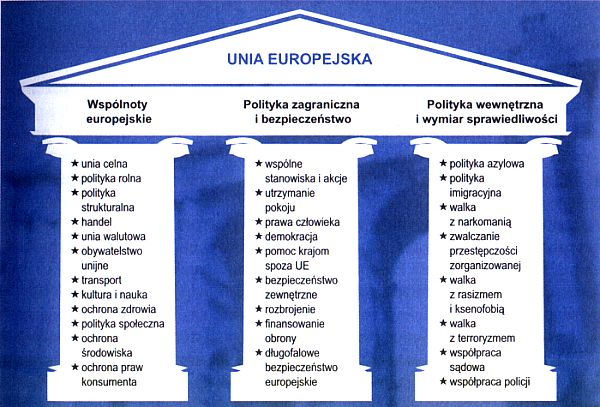 UNIA EUROPEJSKA
Wspólnoty
europejskie
Polityka zagraniczna
i bezpieczeństwo
Polityka wewnętrzna
i wymiar sprawiedliwości
★ unia celna
★ polityka rolna
★ polityka
strukturalna
★ handel
★ unia walutowa
★ obywatelstwo
unijne
★ transport
★ kultura i nauka
★ ochrona zdrowia
★ polityka społeczna
★ ochrona
środowiska
★ ochrona praw
konsumenta
★ wspólne
stanowiska i akcje
★ utrzymanie
pokoju
★ prawa człowieka
★ demokracja
★ pomoc krajom
spoza UE
★ bezpieczeństwo
zewnętrzne
★ rozbrojenie
★ finansowanie
obrony
★ długofalowe
bezpieczeństwo
europejskie
★ polityka azylowa
★ polityka
imigracyjna
★ walka
z narkomanią
★ zwalczanie
przestępczości
zorganizowanej
★ walka
z rasizmem
i ksenofobią
★ walka
z terroryzmem
★ współpraca
sądowa
★ współpraca policji